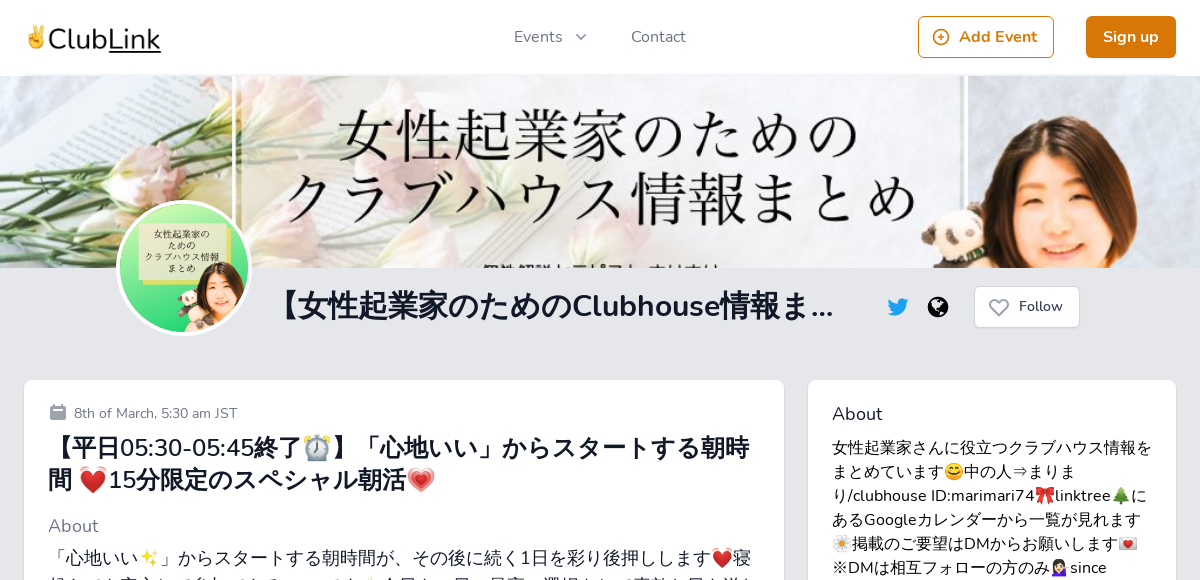 ✌ClubLink
Events
Contact
Add Event
Sign up
女性起業家のための
クラブハウス情報まとめ
女性起業家の
ための
クラブハウス情報
まとめ
【女性起業家のためのClubhouse情報ま...
Follow
8th of March, 5:30 am JST
【平日05:30-05:45終了⏰】「心地いい」からスタートする朝時
間 ❤️15分限定のスペシャル朝活💗
About
「心地いい✨」からスタートする朝時間が、その後に続く1日を彩り後押しします❤️寝
About
女性起業家さんに役立つクラブハウス情報を
まとめています😊中の人⇒まりま
り/clubhouse ID:marimari74🎀linktree🌲に
あるGoogleカレンダーから一覧が見れます
🌼掲載のご要望はDMからお願いします💌
※DMは相互フォローの方のみ🙅🏻‍♀️since